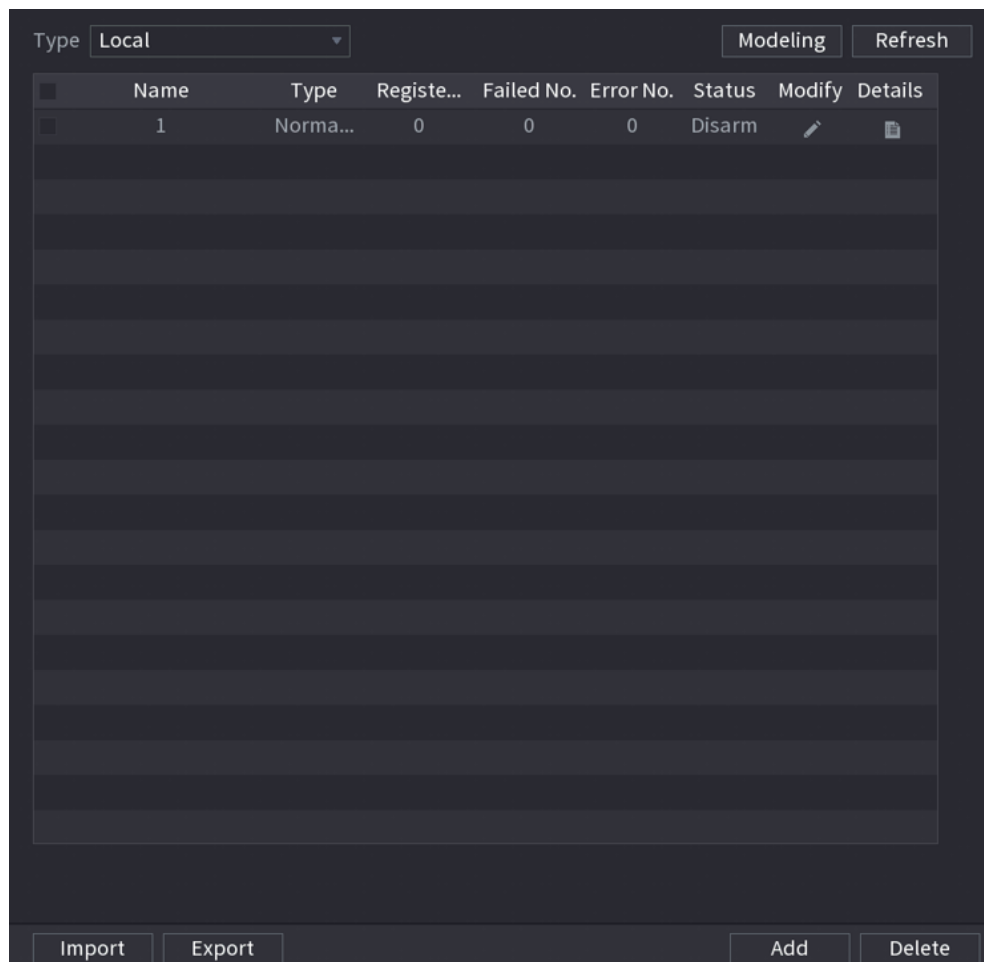 Type Local Modeling Refresh
Name Type Registe... Failed No. Error No. Status Modify Details
1 Norma... 0 0 0 Disarm
Import Export Add Delete